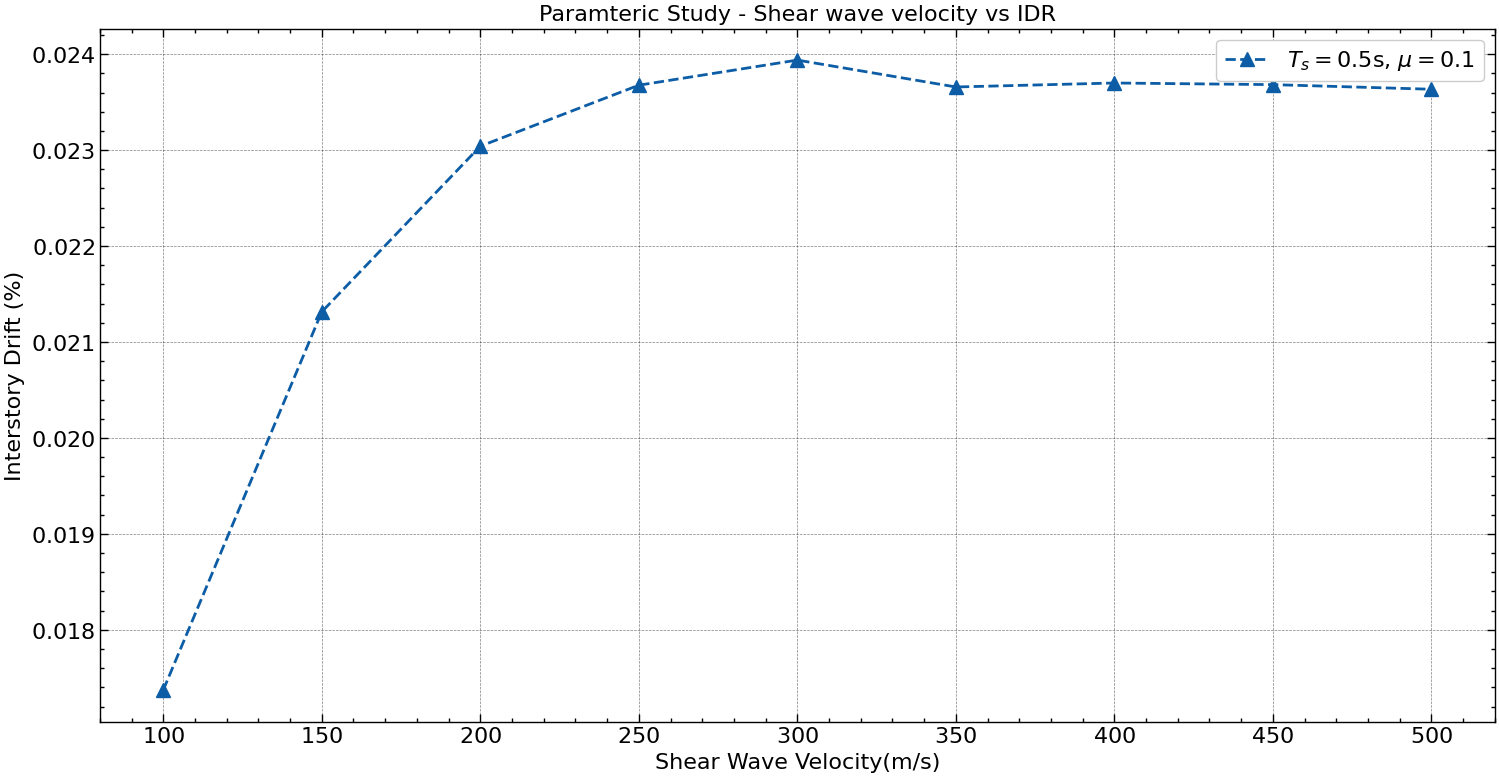 Paramteric Study - Shear wave velocity vs IDR
T_s = 0.5s, μ = 0.1
Interstory Drift (%)
0.024
0.023
0.022
0.021
0.020
0.019
0.018
100 150 200 250 300 350 400 450 500
Shear Wave Velocity(m/s)